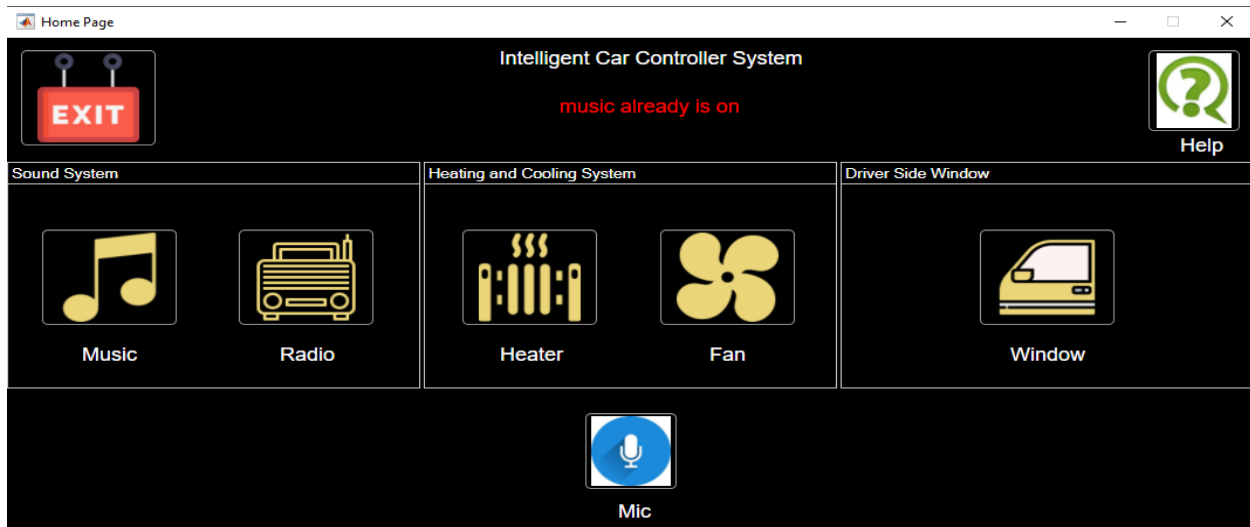 Home Page
EXIT
Intelligent Car Controller System
music already is on
Help
Sound System
Heating and Cooling System
Driver Side Window
Music
Radio
Heater
Fan
Window
Mic